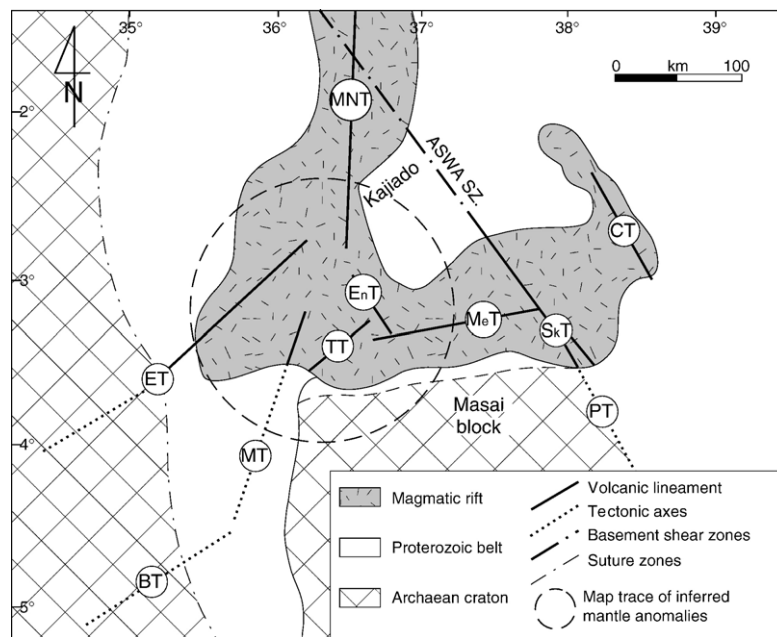 35° 36° 37° 38° 39°
N
0 km 100
2°
MNT
ASWA SZ.
Kajiado
CT
3°
EnT
MeT
SkT
TT
ET
PT
Masai
block
4°
MT
BT
5°
Magmatic rift
Proterozoic belt
Archaean craton
Volcanic lineament
Tectonic axes
Basement shear zones
Suture zones
Map trace of inferred
mantle anomalies